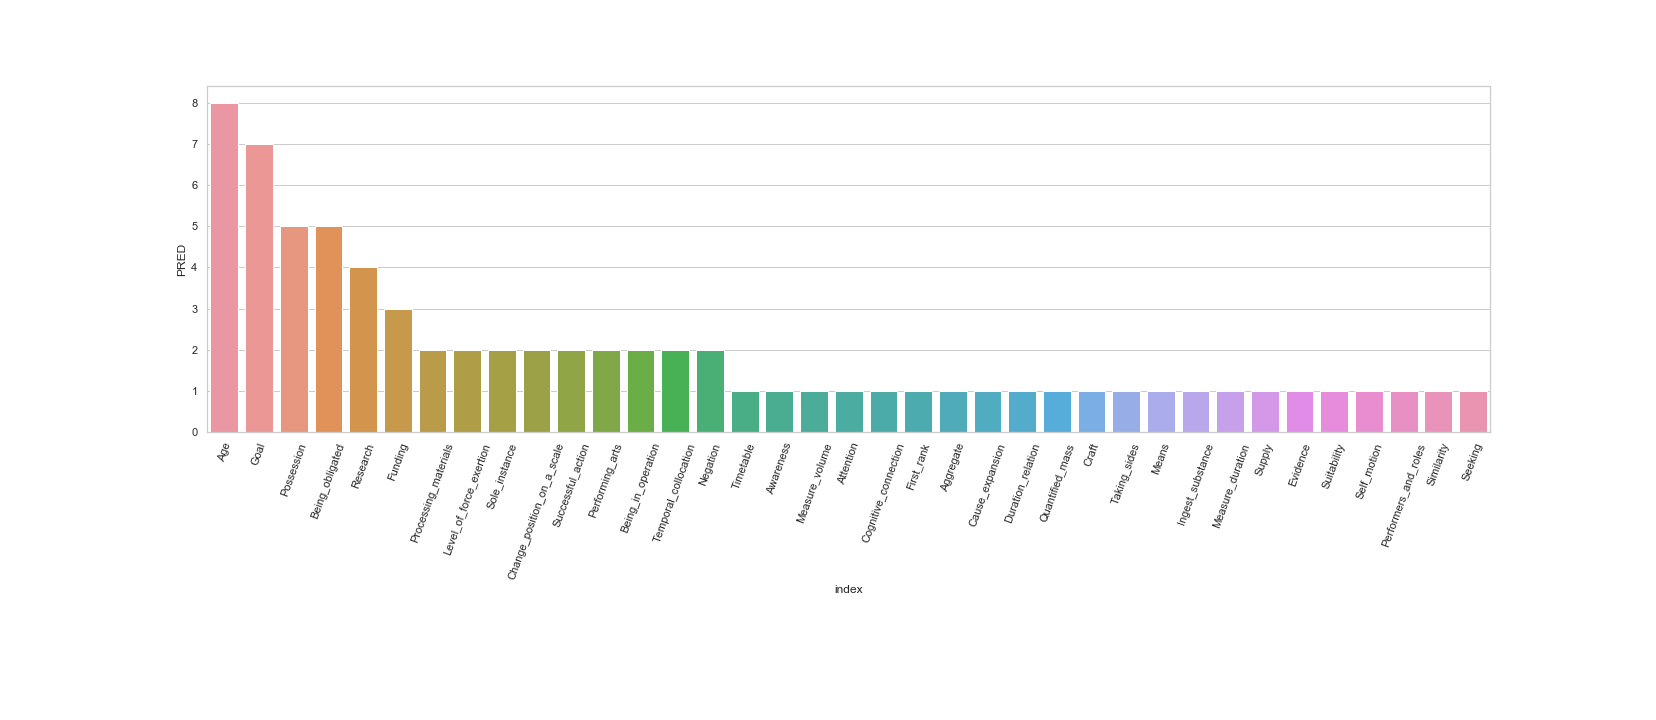 8
7
6
5
4
3
2
1
0
PRED
Age
Goal
Possession
Being_obligated
Research
Funding
Processing_materials
Level_of_force_exertion
Sole_instance
Change_position_on_a_scale
Successful_action
Performing_arts
Being_in_operation
Temporal_collocation
Negation
Timetable
Awareness
Measure_volume
Attention
Cognitive_connection
First_rank
Aggregate
Cause_expansion
Duration_relation
Quantified_mass
Craft
Taking_sides
Means
Ingest_substance
Measure_duration
Supply
Evidence
Suitability
Self_motion
Performers_and_roles
Similarity
Seeking
index